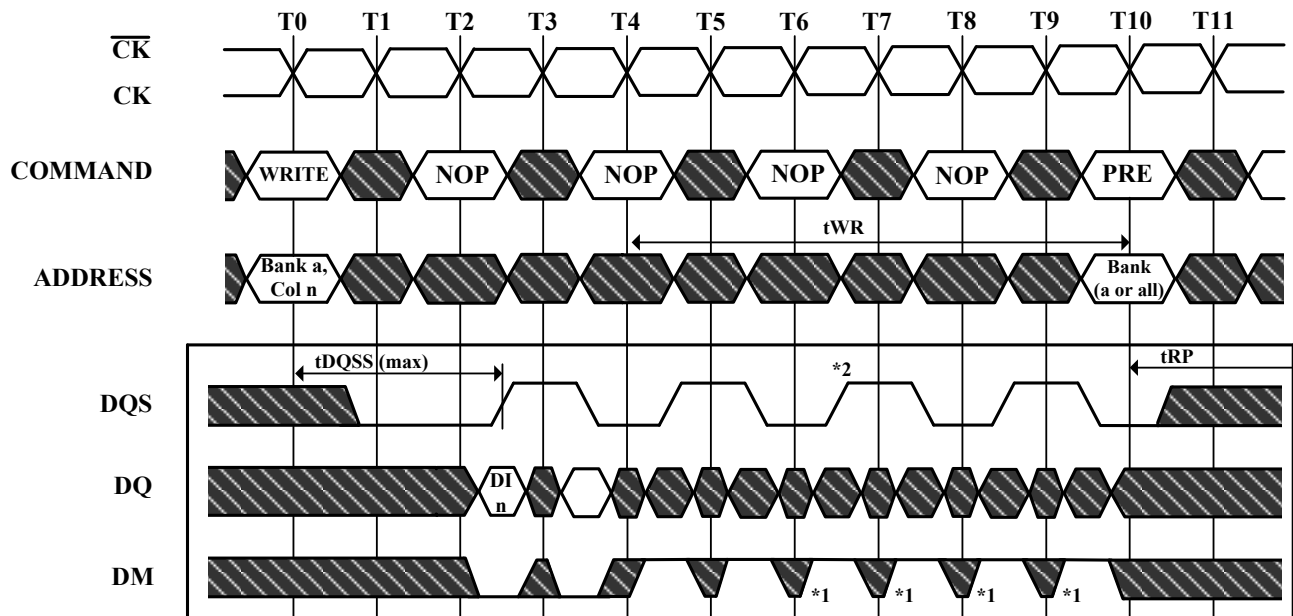 T0 T1 T2 T3 T4 T5 T6 T7 T8 T9 T10 T11
CK
CK
COMMAND
WRITE NOP NOP NOP NOP PRE
tWR
ADDRESS
Bank a,
Col n
Bank
(a or all)
tDQSS (max)
*2
tRP
DQS
DQ
DI
n
DM
*1 *1 *1 *1